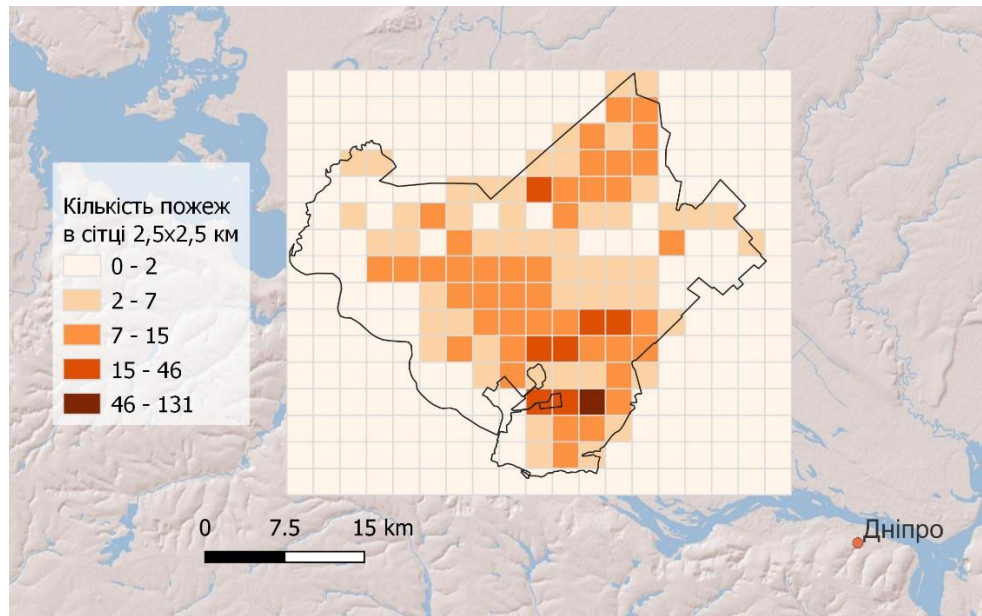 Кількість пожеж
в сітці 2,5х2,5 км
0 - 2
2 - 7
7 - 15
15 - 46
46 - 131
0 7.5 15 km
Дніпро